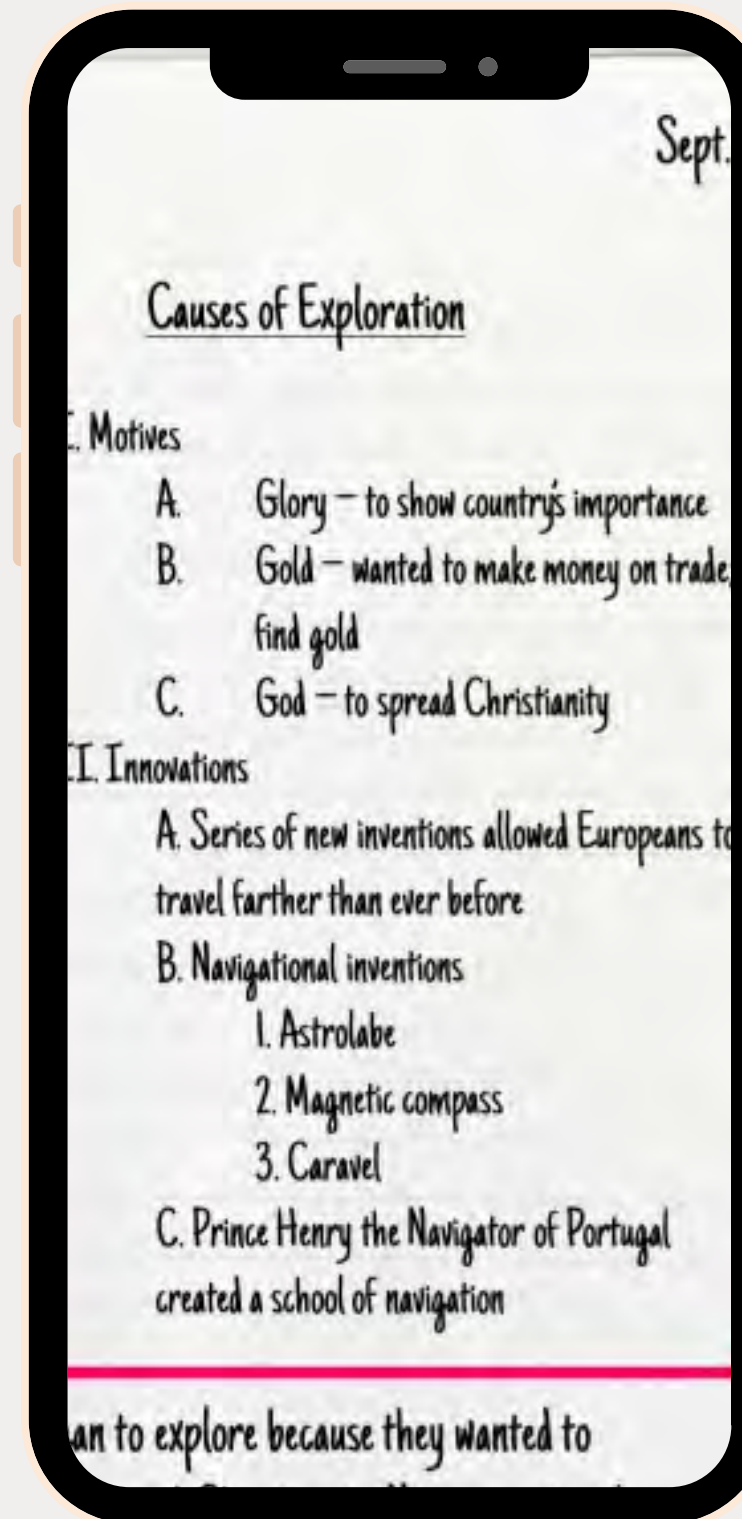 Sept.
Causes of Exploration
I. Motives
A. Glory – to show country's importance
B. Gold – wanted to make money on trade,
find gold
C. God – to spread Christianity
II. Innovations
A. Series of new inventions allowed Europeans to
travel farther than ever before
B. Navigational inventions
1. Astrolabe
2. Magnetic compass
3. Caravel
C. Prince Henry the Navigator of Portugal
created a school of navigation
to explore because they wanted to